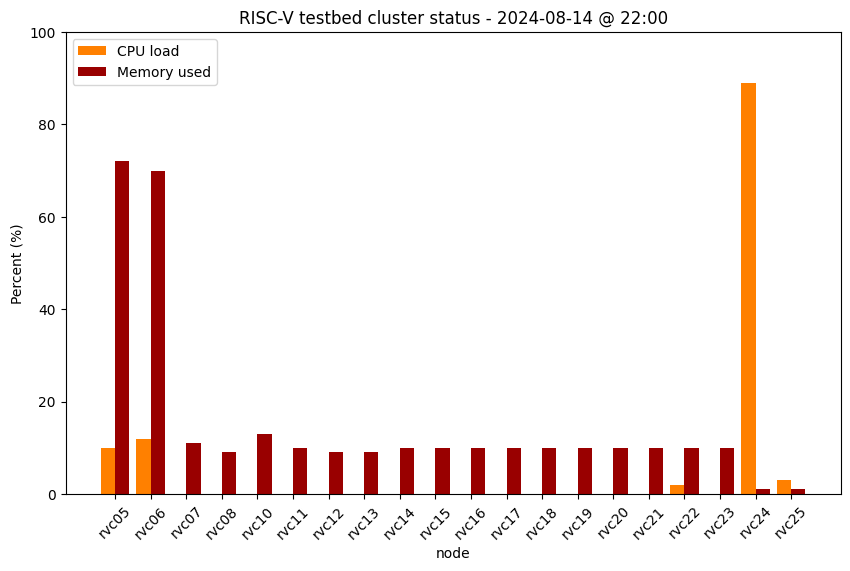 RISC-V testbed cluster status - 2024-08-14 @ 22:00
CPU load
Memory used
Percent (%)
100
80
60
40
20
0
rvc05 rvc06 rvc07 rvc08 rvc10 rvc11 rvc12 rvc13 rvc14 rvc15 rvc16 rvc17 rvc18 rvc19 rvc20 rvc21 rvc22 rvc23 rvc24 rvc25
node